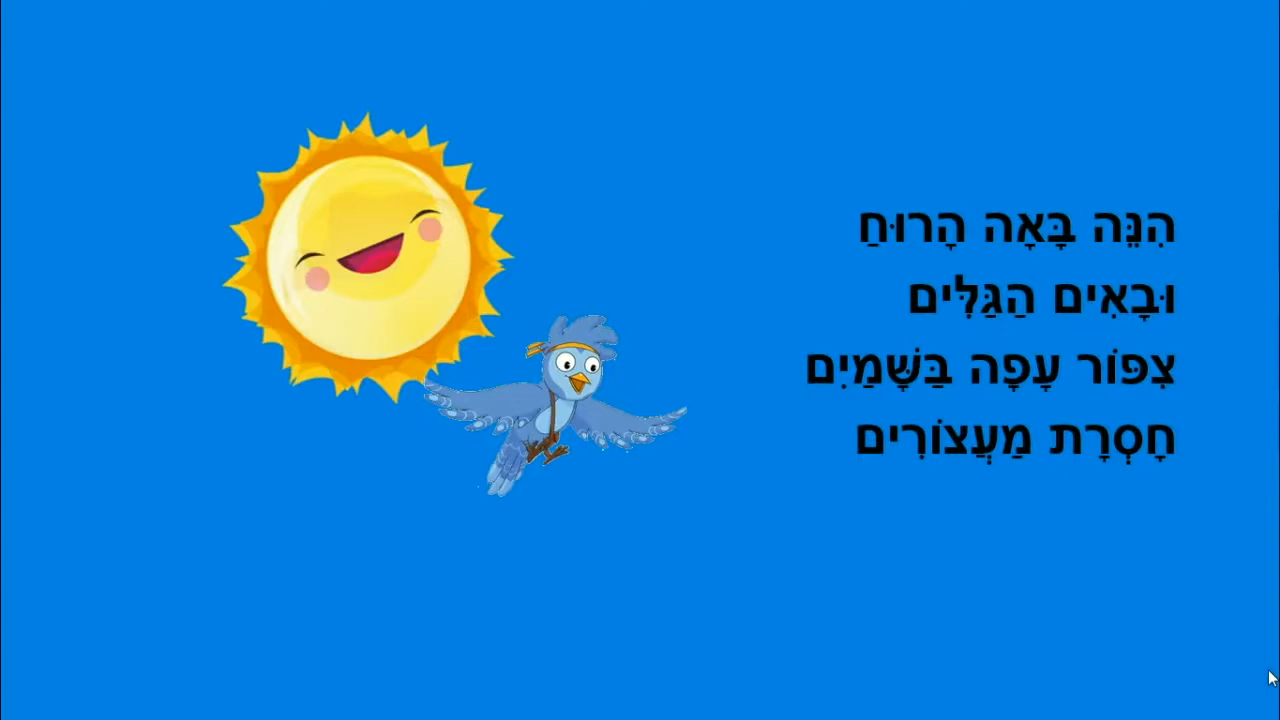 הִנֵּה בָּאָה הָרוּחַ
וּבָאִים הַגַּלִּים
צִפּוֹר עָפָה בַּשָּׁמַיִם
חָסְרָת מַעֲצוֹרִים